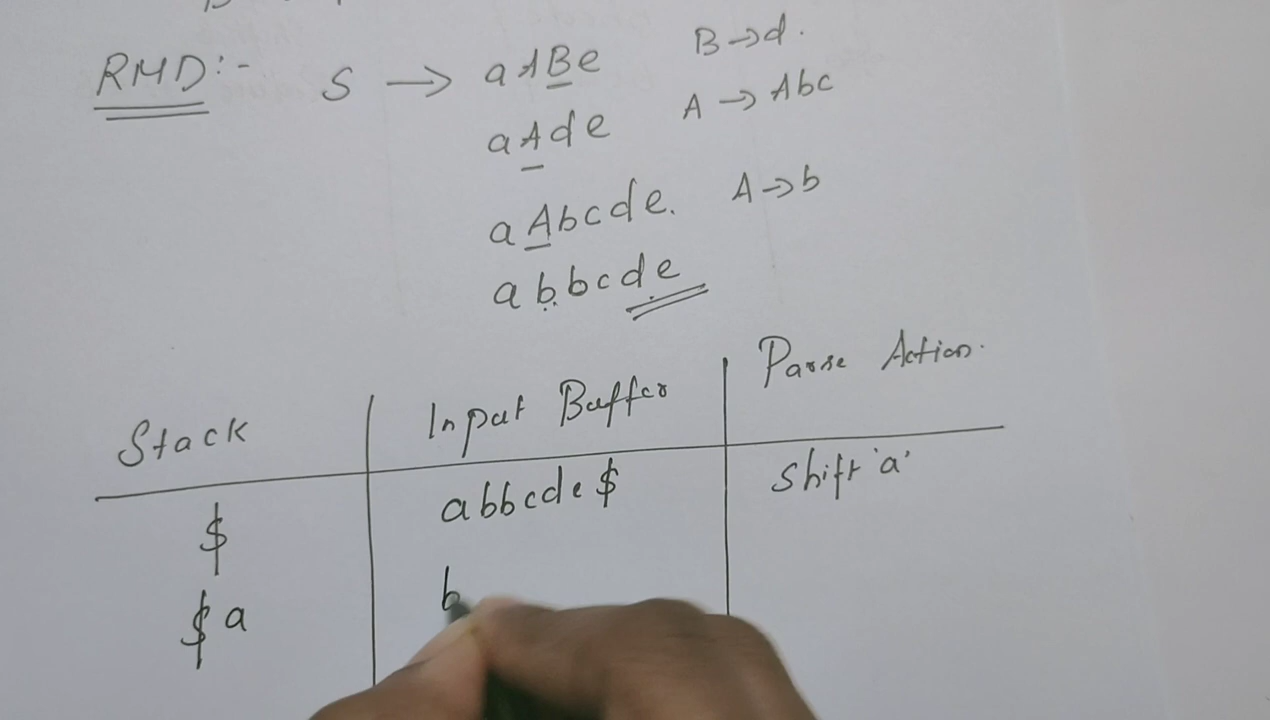 RMD:- S → aABe B→d.
aAde A → Abc
aAbcde. A→b
abbcde
Stack Input Buffer Parse Action.
$ abbcde$ shift 'a'
$a b